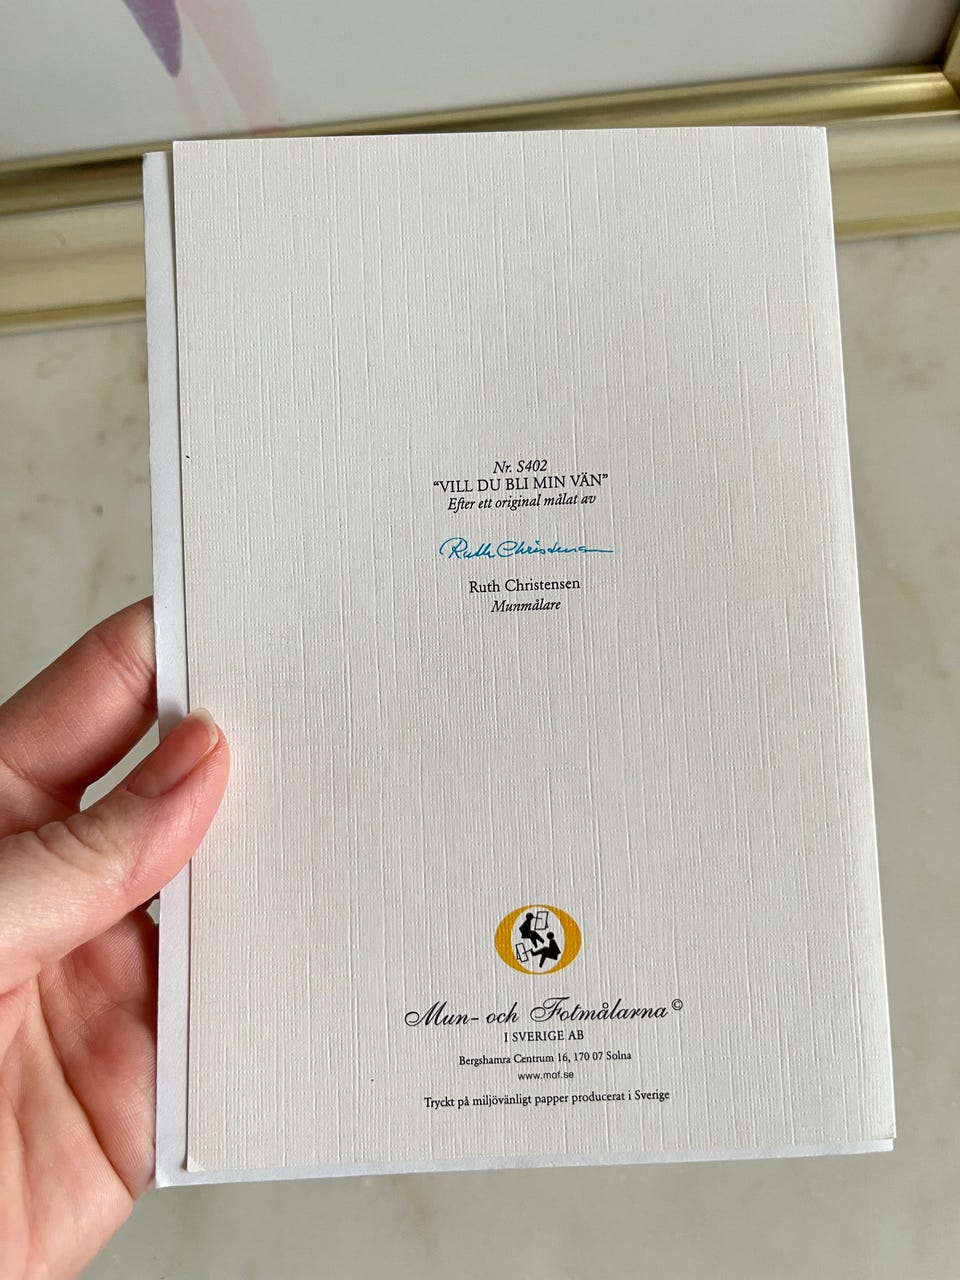 Nr. S402
“VILL DU BLI MIN VÄN”
Efter ett original målat av
Ruth Christensen
Ruth Christensen
Munmålare
Mun- och Fotmålarna©
I SVERIGE AB
Bergshamra Centrum 16, 170 07 Solna
www.mof.se
Tryckt på miljövänligt papper producerat i Sverige